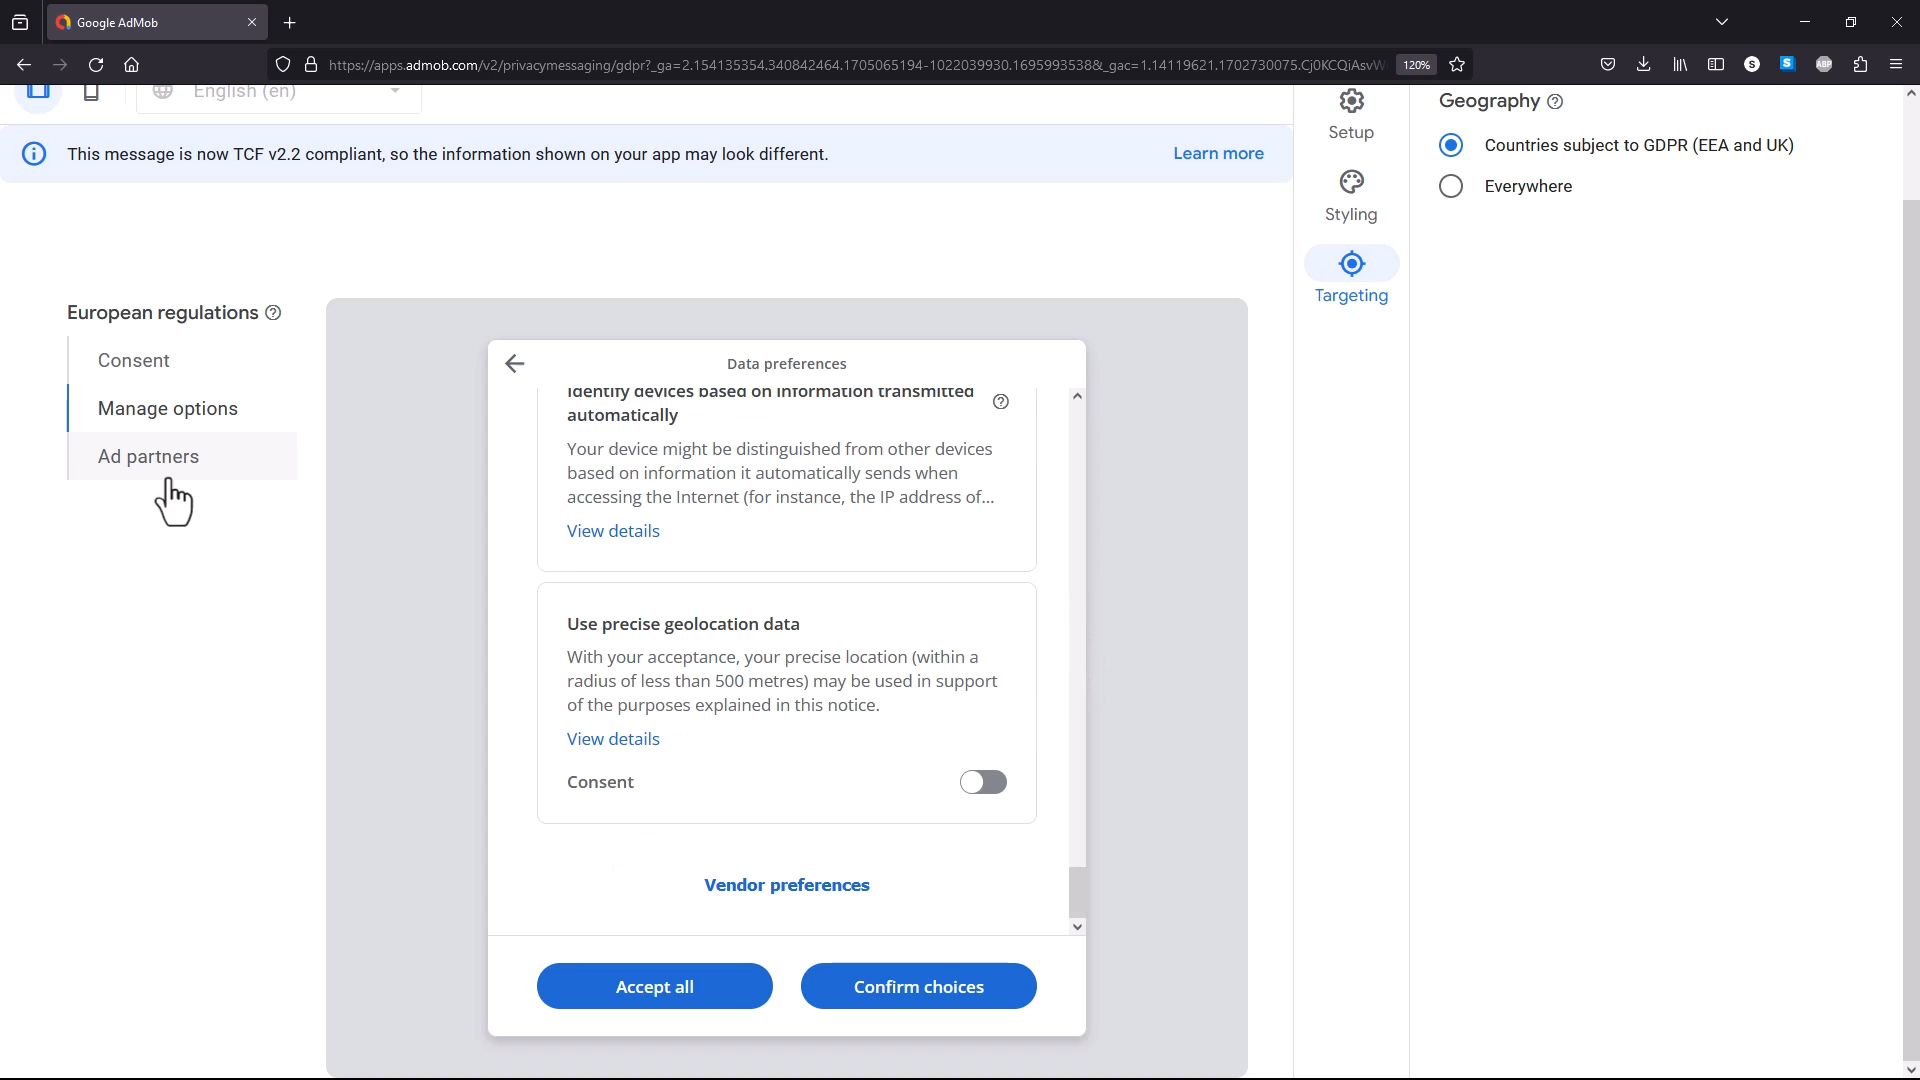 Google AdMob
https://apps.admob.com/v2/privacymessaging/gdpr?_ga=2.154135354.340842464.1705065194-1022039930.1695993538&_gac=1.14119621.1702730075.Cj0KCQiAsvW
120%
S
S
ABP
English (en)
This message is now TCF v2.2 compliant, so the information shown on your app may look different.
Learn more
Setup
Styling
Targeting
Geography
Countries subject to GDPR (EEA and UK)
Everywhere
European regulations
Consent
Manage options
Ad partners
Data preferences
Identify devices based on information transmitted
automatically
Your device might be distinguished from other devices
based on information it automatically sends when
accessing the Internet (for instance, the IP address of...
View details
Use precise geolocation data
With your acceptance, your precise location (within a
radius of less than 500 metres) may be used in support
of the purposes explained in this notice.
View details
Consent
Vendor preferences
Accept all
Confirm choices